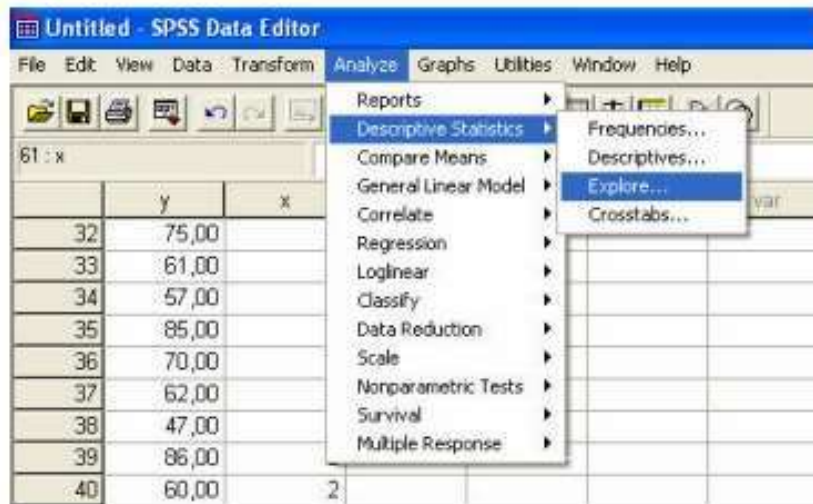 Untitled - SPSS Data Editor
File Edit View Data Transform Analyze Graphs Utilities Window Help
Reports
Descriptive Statistics
Compare Means
General Linear Model
Correlate
Regression
Loglinear
Classify
Data Reduction
Scale
Nonparametric Tests
Survival
Multiple Response
Frequencies...
Descriptives...
Explore...
Crosstabs...
61 : x
y x var
32 75,00
33 61,00
34 57,00
35 85,00
36 70,00
37 62,00
38 47,00
39 86,00
40 60,00 2